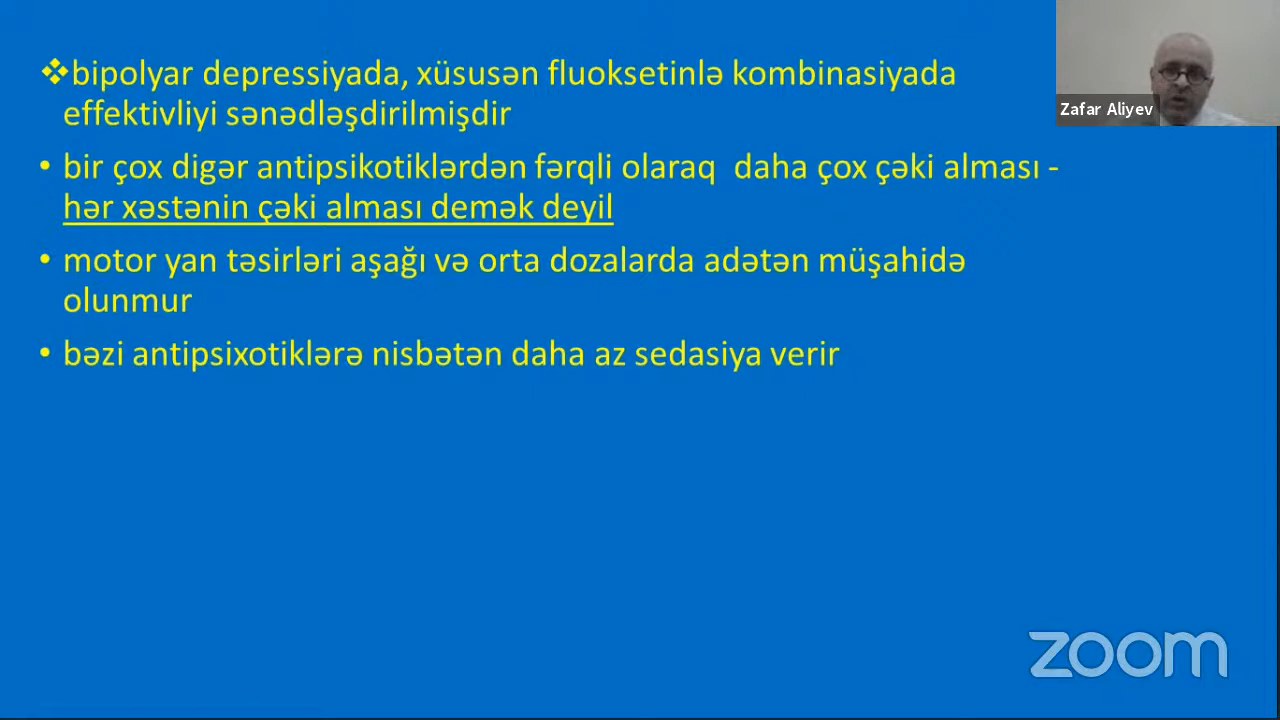 ❖bipolyar depressiyada, xüsusən fluoksetinlə kombinasiyada
effektivliyi sənədləşdirilmişdir
• bir çox digər antipsikotiklərdən fərqli olaraq  daha çox çəki alması -
hər xəstənin çəki alması demək deyil
• motor yan təsirləri aşağı və orta dozalarda adətən müşahidə
olunmur
• bəzi antipsixotiklərə nisbətən daha az sedasiya verir
Zafar Aliyev
zoom